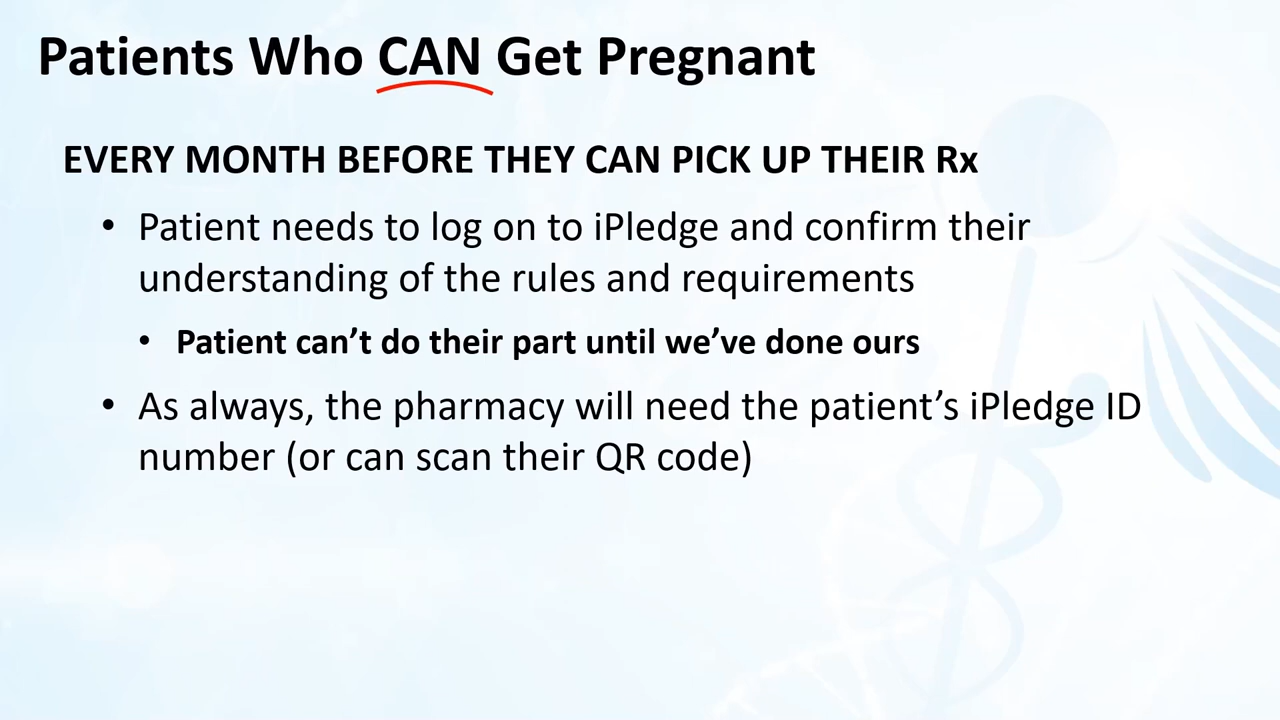 Patients Who CAN Get Pregnant
EVERY MONTH BEFORE THEY CAN PICK UP THEIR Rx
• Patient needs to log on to iPledge and confirm their
understanding of the rules and requirements
• Patient can’t do their part until we’ve done ours
• As always, the pharmacy will need the patient’s iPledge ID
number (or can scan their QR code)